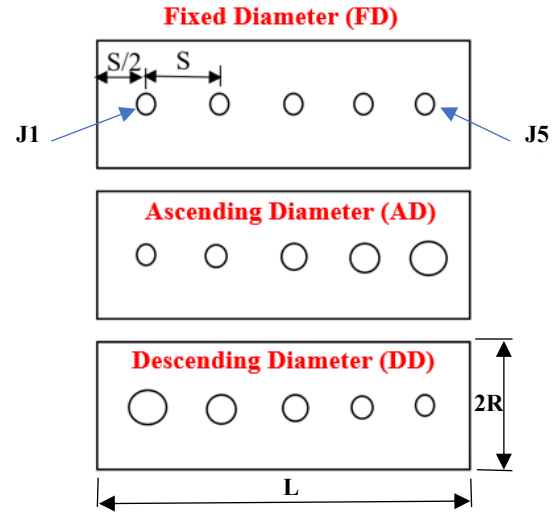 Fixed Diameter (FD)
S/2
S
J1
J5
Ascending Diameter (AD)
Descending Diameter (DD)
2R
L